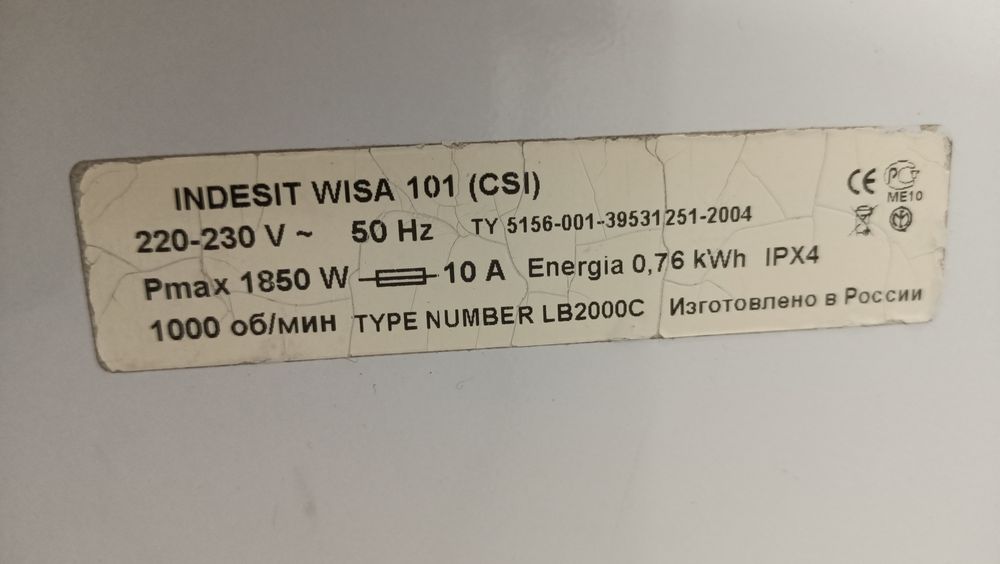 INDESIT WISA 101 (CSI)
220-230 V ~ 50 Hz ТУ 5156-001-39531251-2004
Pmax 1850 W 10 A Energia 0,76 kWh IPX4
1000 об/мин TYPE NUMBER LB2000C Изготовлено в России
CE РСТ
ME10